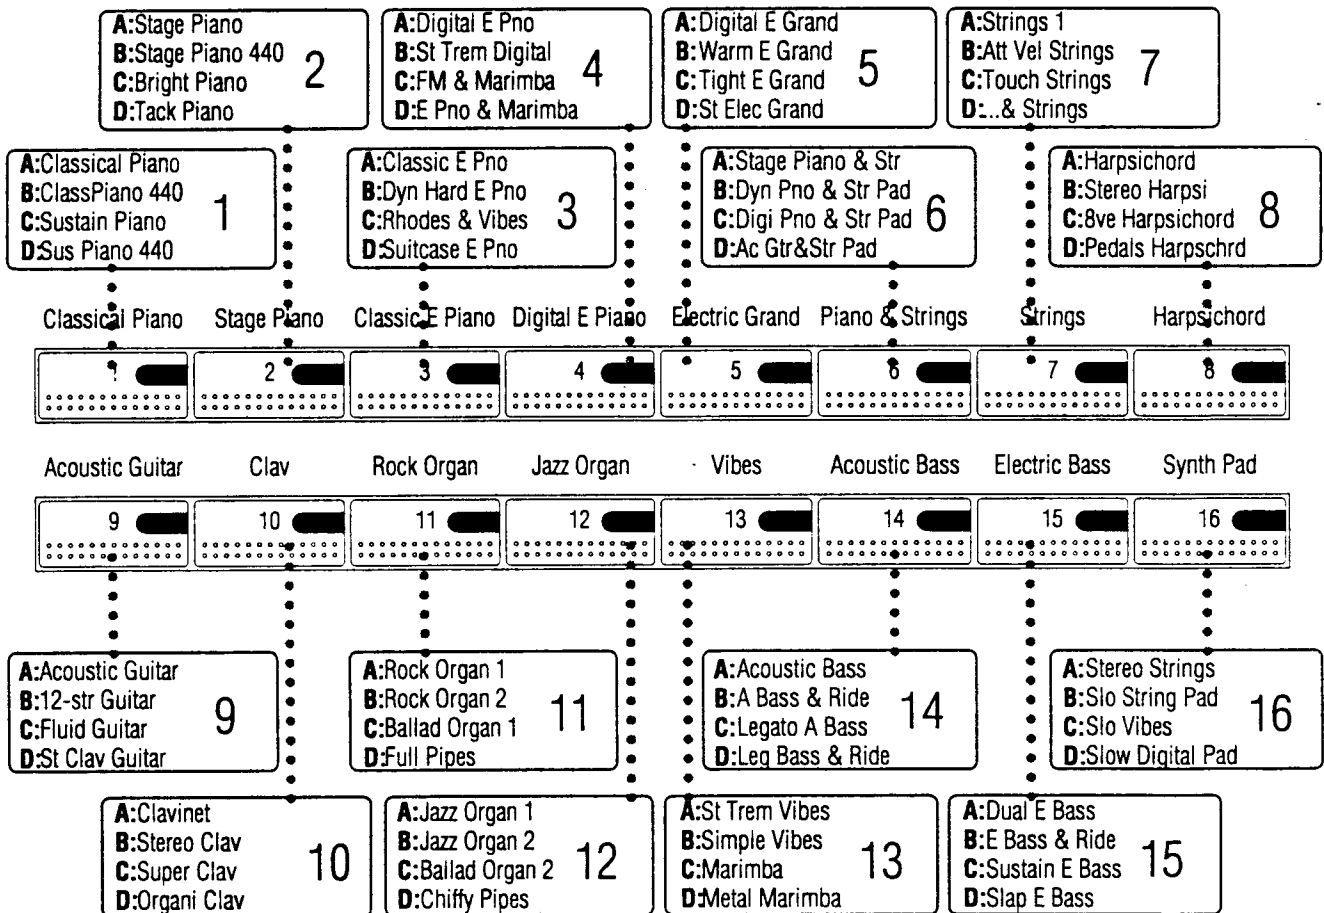 A:Stage Piano
B:Stage Piano 440
C:Bright Piano
D:Tack Piano
2
A:Digital E Pno
B:St Trem Digital
C:FM & Marimba
D:E Pno & Marimba
4
A:Digital E Grand
B:Warm E Grand
C:Tight E Grand
D:St Elec Grand
5
A:Strings 1
B:Att Vel Strings
C:Touch Strings
D:...& Strings
7
A:Classical Piano
B:ClassPiano 440
C:Sustain Piano
D:Sus Piano 440
1
A:Classic E Pno
B:Dyn Hard E Pno
C:Rhodes & Vibes
D:Suitcase E Pno
3
A:Stage Piano & Str
B:Dyn Pno & Str Pad
C:Digi Pno & Str Pad
D:Ac Gtr&Str Pad
6
A:Harpsichord
B:Stereo Harpsi
C:8ve Harpsichord
D:Pedals Harpschrd
8
Classical Piano Stage Piano Classic E Piano Digital E Piano Electric Grand Piano & Strings Strings Harpsichord
1 2 3 4 5 6 7 8
Acoustic Guitar Clav Rock Organ Jazz Organ Vibes Acoustic Bass Electric Bass Synth Pad
9 10 11 12 13 14 15 16
A:Acoustic Guitar
B:12-str Guitar
C:Fluid Guitar
D:St Clav Guitar
9
A:Rock Organ 1
B:Rock Organ 2
C:Ballad Organ 1
D:Full Pipes
11
A:Acoustic Bass
B:A Bass & Ride
C:Legato A Bass
D:Leg Bass & Ride
14
A:Stereo Strings
B:Slo String Pad
C:Slo Vibes
D:Slow Digital Pad
16
A:Clavinet
B:Stereo Clav
C:Super Clav
D:Organi Clav
10
A:Jazz Organ 1
B:Jazz Organ 2
C:Ballad Organ 2
D:Chiffy Pipes
12
A:St Trem Vibes
B:Simple Vibes
C:Marimba
D:Metal Marimba
13
A:Dual E Bass
B:E Bass & Ride
C:Sustain E Bass
D:Slap E Bass
15